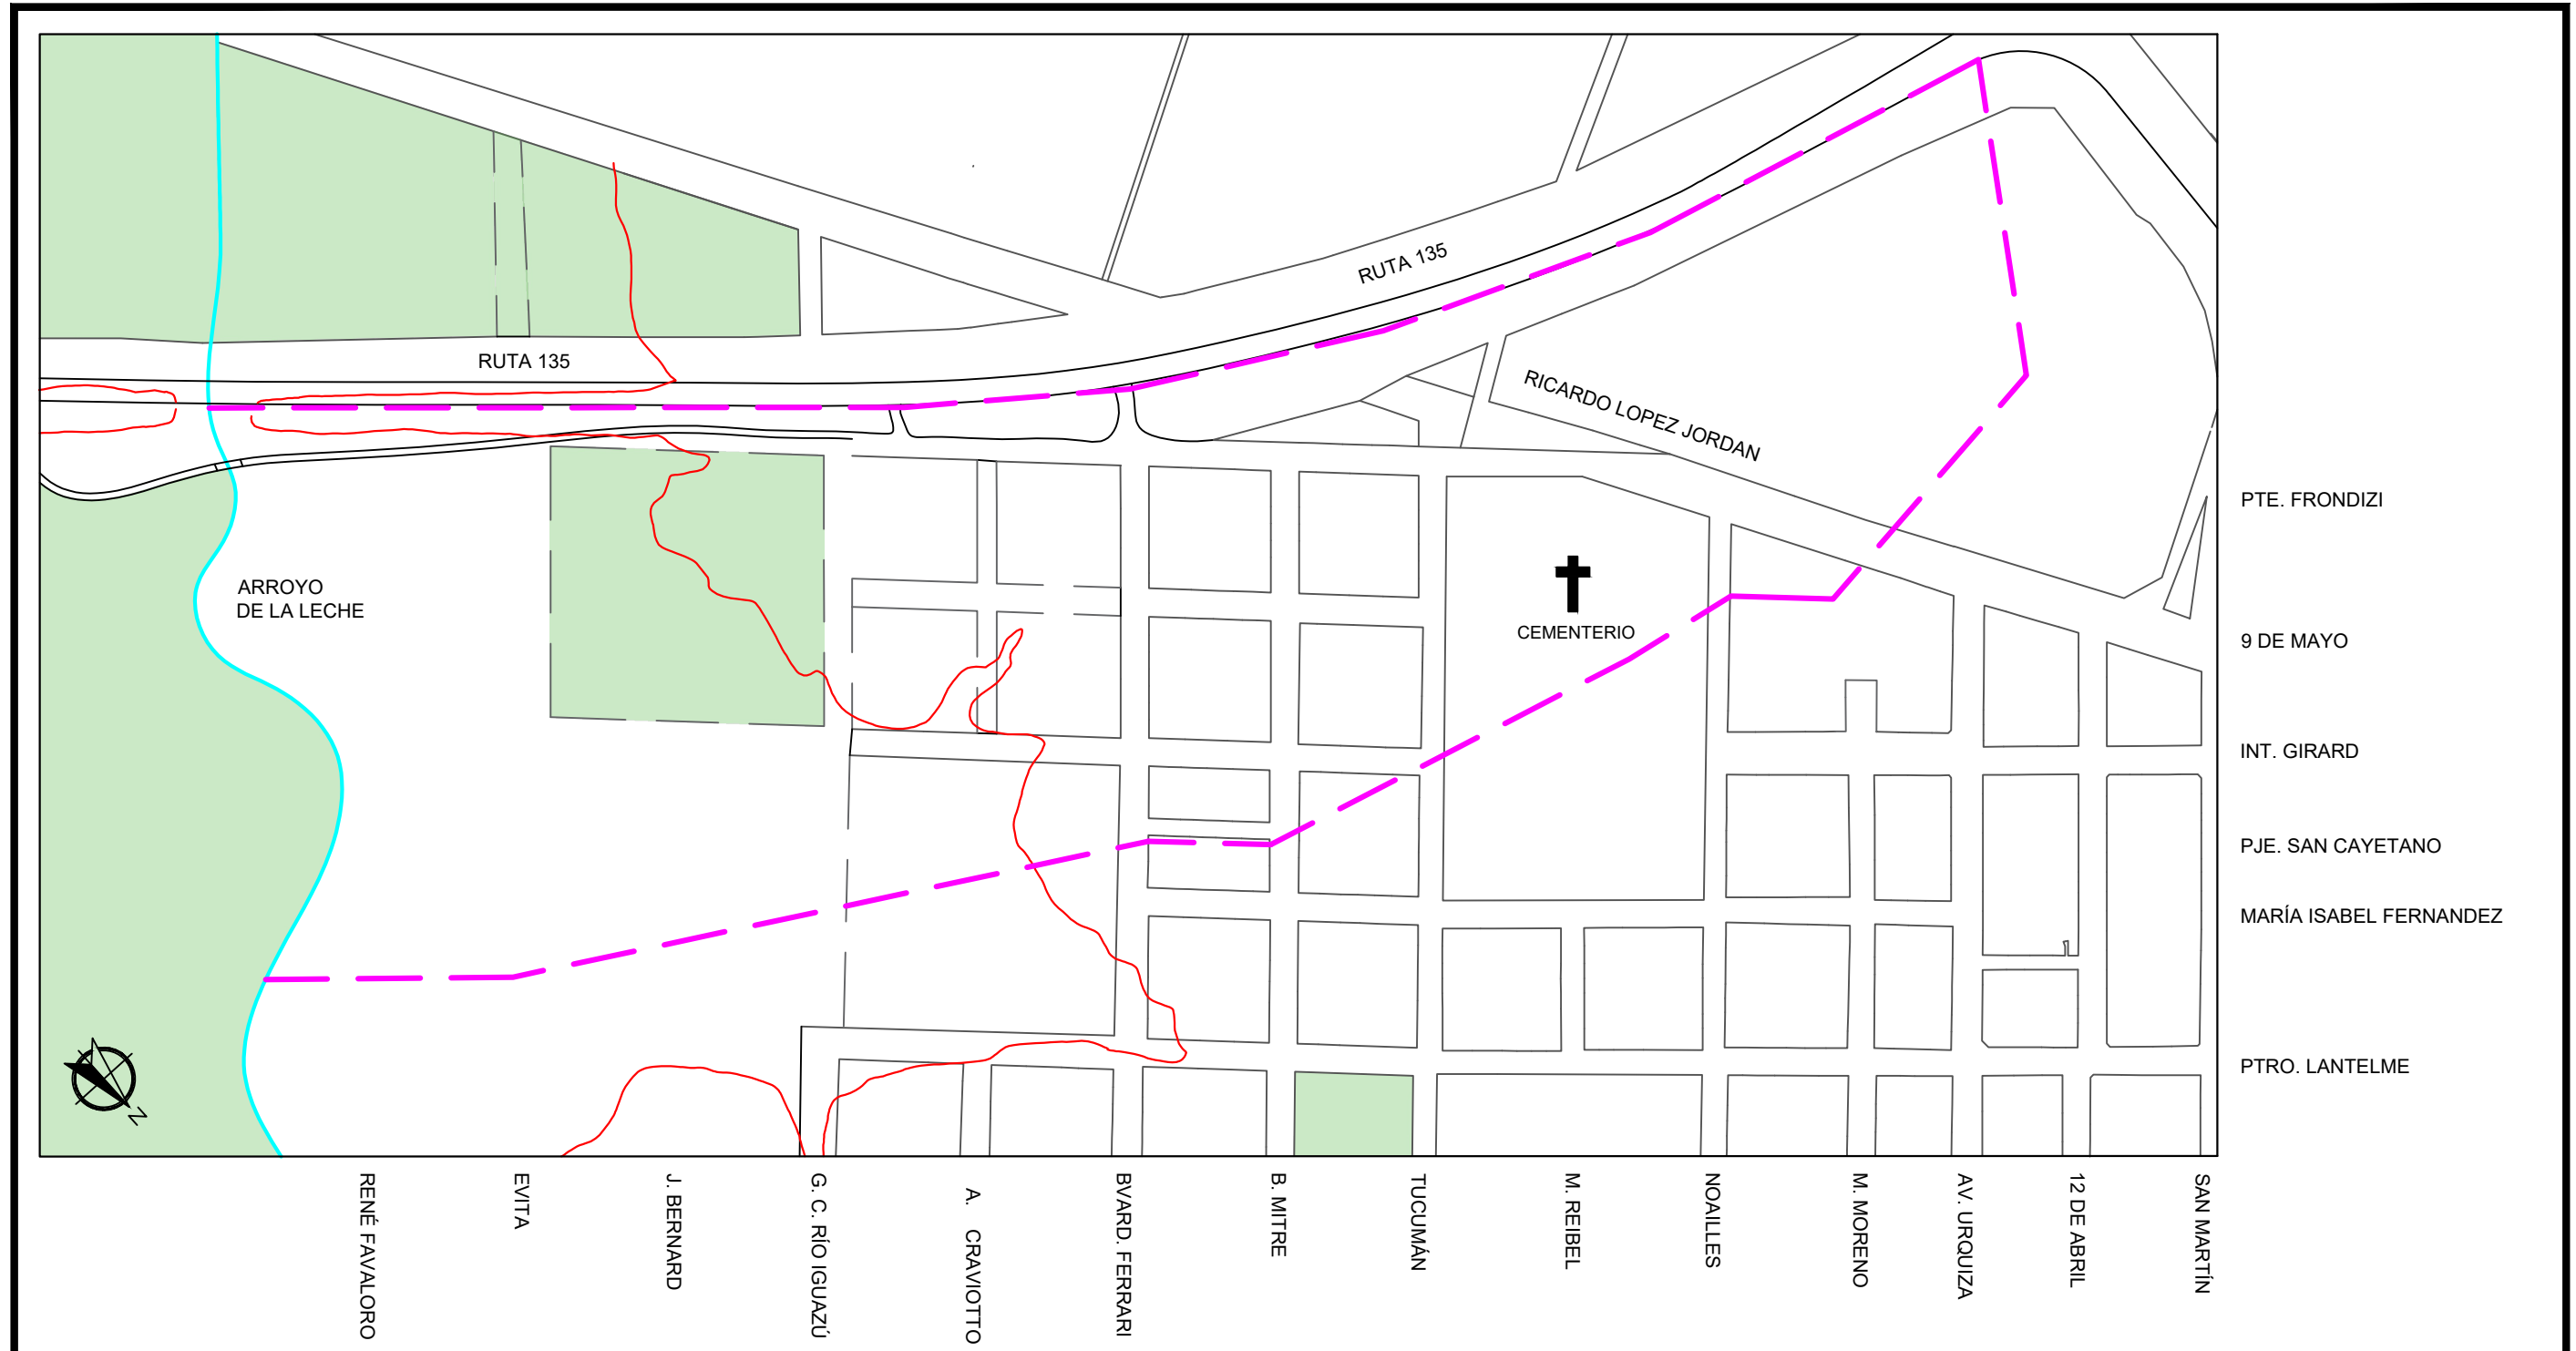 RUTA 135
RUTA 135
RICARDO LOPEZ JORDAN
PTE. FRONDIZI
ARROYO
DE LA LECHE
CEMENTERIO
9 DE MAYO
INT. GIRARD
PJE. SAN CAYETANO
MARÍA ISABEL FERNANDEZ
PTRO. LANTELME
N
RENÉ FAVALORO
EVITA
J. BERNARD
G. C. RÍO IGUAZÚ
A. CRAVIOTTO
BVARD. FERRARI
B. MITRE
TUCUMÁN
M. REIBEL
NOAILLES
M. MORENO
AV. URQUIZA
12 DE ABRIL
SAN MARTÍN